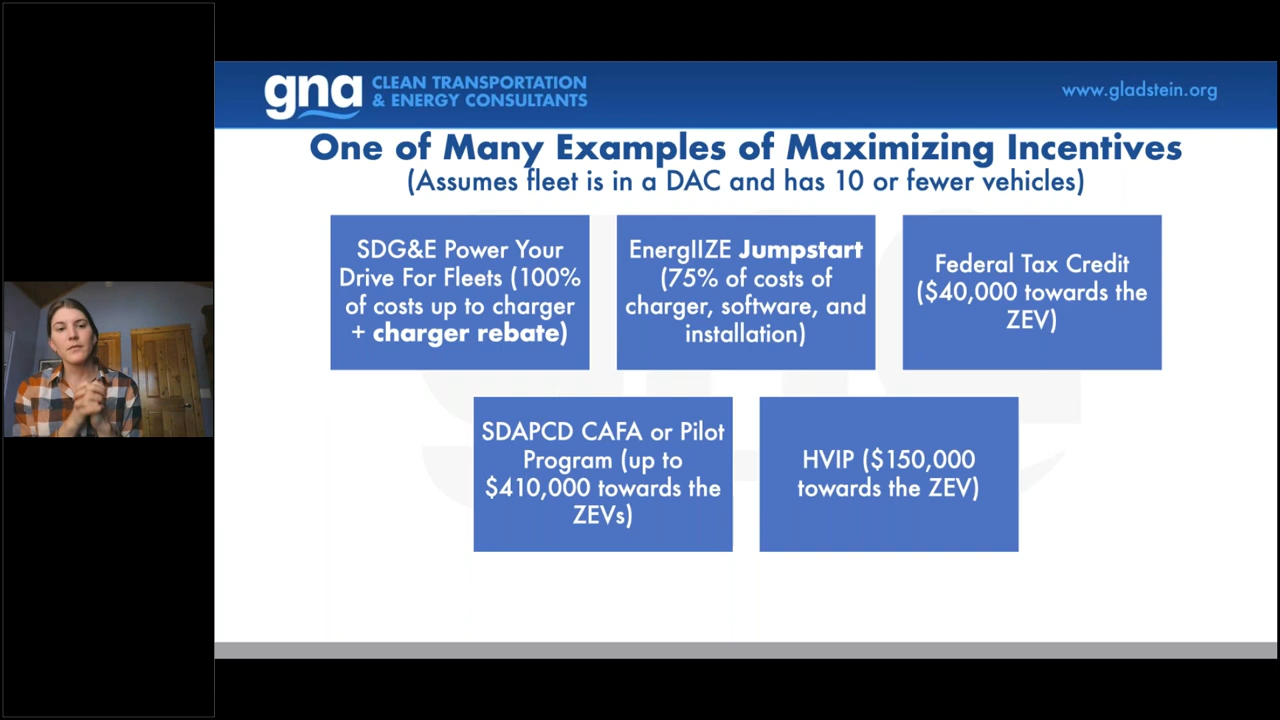 gna
CLEAN TRANSPORTATION
& ENERGY CONSULTANTS
www.gladstein.org
One of Many Examples of Maximizing Incentives
(Assumes fleet is in a DAC and has 10 or fewer vehicles)
SDG&E Power Your
Drive For Fleets (100%
of costs up to charger
+ charger rebate)
EnergIIZE Jumpstart
(75% of costs of
charger, software, and
installation)
Federal Tax Credit
($40,000 towards the
ZEV)
SDAPCD CAFA or Pilot
Program (up to
$410,000 towards the
ZEVs)
HVIP ($150,000
towards the ZEV)